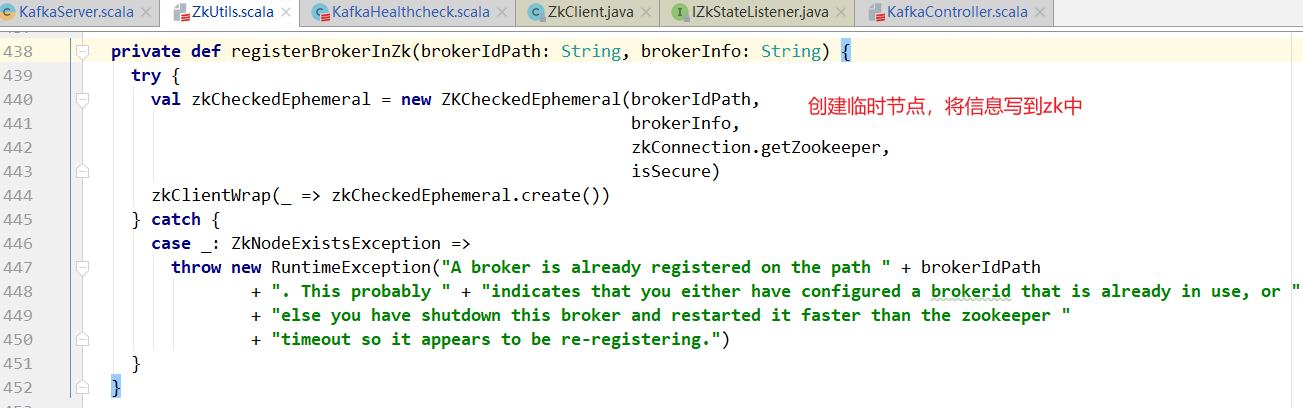 KafkaServer.scala ZkUtils.scala KafkaHealthcheck.scala ZkClient.java IZkStateListener.java KafkaController.scala
438 private def registerBrokerInZk(brokerIdPath: String, brokerInfo: String) {
439 try {
440 val zkCheckedEphemeral = new ZKCheckedEphemeral(brokerIdPath, 创建临时节点，将信息写到zk中
441 brokerInfo,
442 zkConnection.getZookeeper,
443 isSecure)
444 zkClientWrap(_ => zkCheckedEphemeral.create())
445 } catch {
446 case _: ZkNodeExistsException =>
447 throw new RuntimeException("A broker is already registered on the path " + brokerIdPath
448 + ". This probably " + "indicates that you either have configured a brokerid that is already in use, or "
449 + "else you have shutdown this broker and restarted it faster than the zookeeper "
450 + "timeout so it appears to be re-registering.")
451 }
452 }